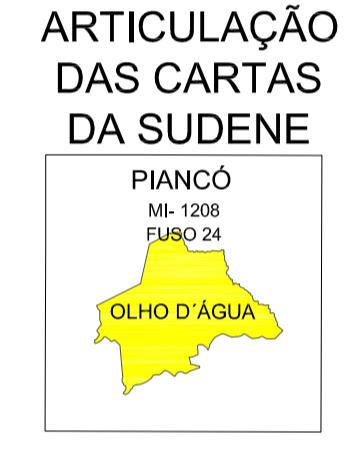 ARTICULAÇÃO
DAS CARTAS
DA SUDENE
PIANCÓ
MI- 1208
FUSO 24
OLHO D´ÁGUA